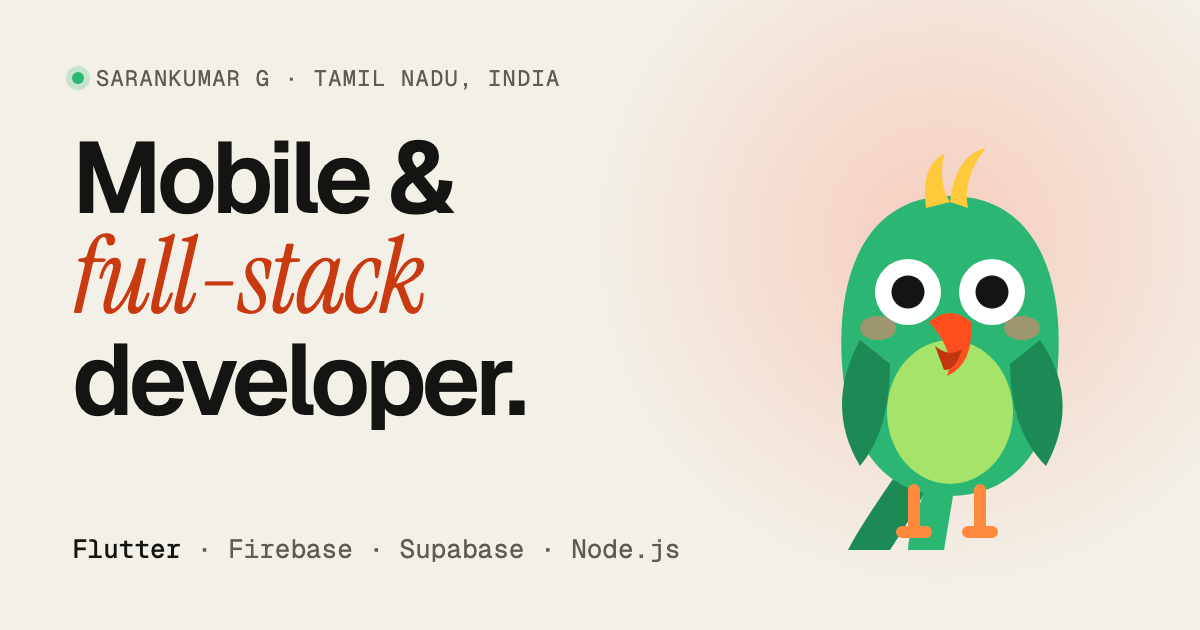 SARANKUMAR G · TAMIL NADU, INDIA
Mobile &
full-stack
developer.
Flutter · Firebase · Supabase · Node.js